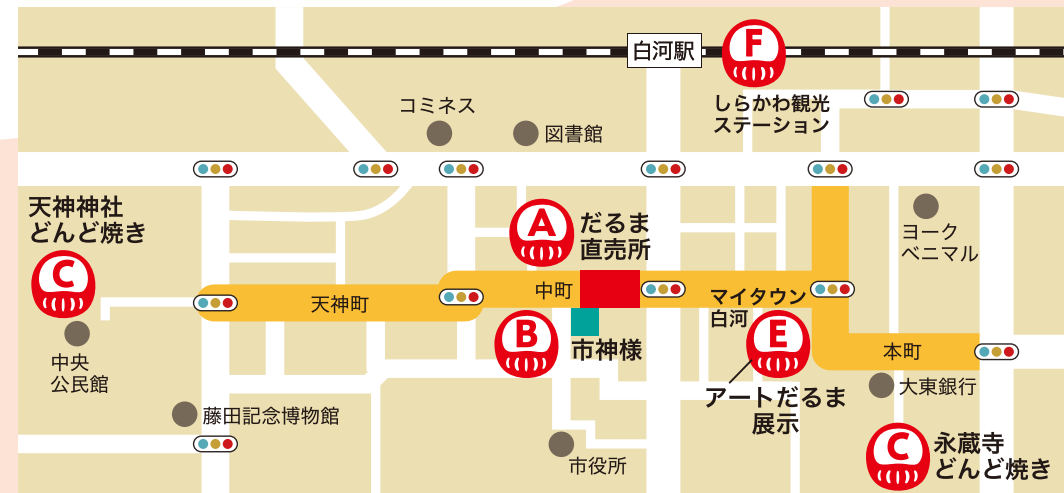 白河駅
F
しらかわ観光
ステーション
コミネス
図書館
天神神社
どんど焼き
C
A
だるま
直売所
ヨーク
ベニマル
天神町
中町
マイタウン
白河
B
市神様
E
本町
中央
公民館
アートだるま
展示
大東銀行
藤田記念博物館
市役所
C
永蔵寺
どんど焼き